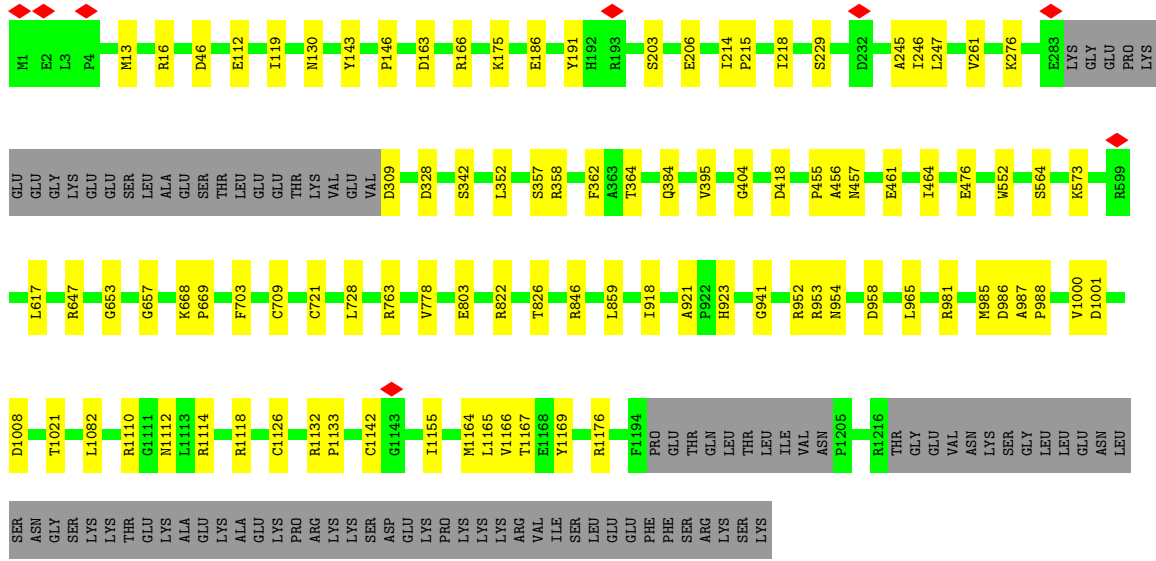 M1 E2 L3 P4 M13 R16 D46 E112 I119 N130 Y143 P146 D163 R166 K175 E186 Y191 H192 R193 S203 E206 I214 P215 I218 S229 D232 A245 I246 L247 V261 K276 E283 LYS GLY GLU PRO LYS
GLU GLU GLY LYS GLU GLU SER LEU ALA GLU SER THR LEU GLU GLU THR LYS VAL GLU VAL D309 D328 S342 L352 S357 R358 F362 A363 T364 Q384 V395 G404 D418 P455 A456 N457 E461 I464 E476 W552 S564 K573 R599
L617 R647 G653 G657 K668 P669 F703 C709 C721 L728 R763 V778 E803 R822 T826 R846 L859 I918 A921 P922 H923 G941 R952 R953 N954 D958 L965 R981 M985 D986 A987 P988 V1000 D1001
D1008 T1021 L1082 R1110 G1111 N1112 L1113 R1114 R1118 C1126 R1132 P1133 C1142 G1143 I1155 M1164 L1165 V1166 T1167 E1168 Y1169 R1176 F1194 PRO GLU THR GLN LEU THR LEU ILE VAL ASN P1205 R1216 THR GLY GLU VAL ASN LYS SER GLY LEU LEU GLU ASN LEU
SER ASN GLY SER LYS LYS THR GLU LYS ALA GLU LYS ALA GLU LYS PRO ARG LYS LYS SER ASP GLU LYS PRO LYS LYS LYS ARG VAL ILE SER LEU GLU GLU PHE PHE SER ARG LYS SER LYS